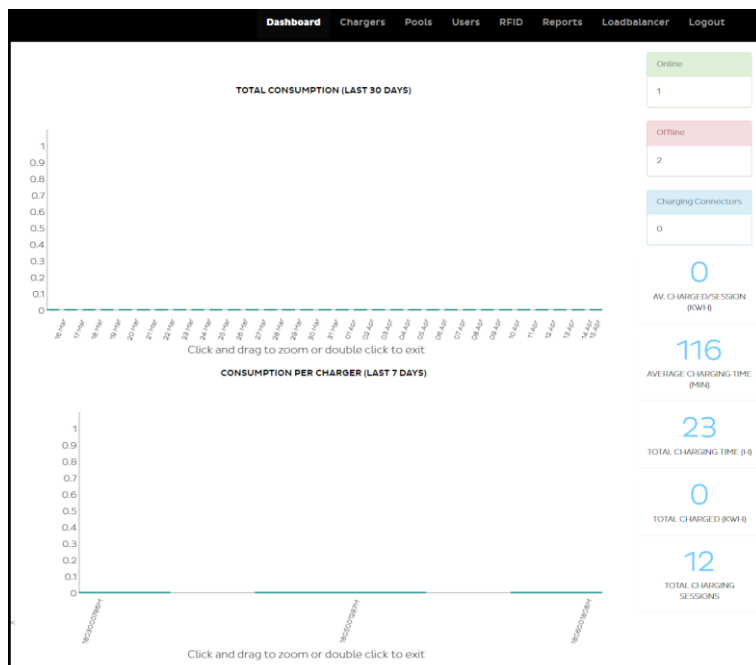 Dashboard Chargers Pools Users RFID Reports Loadbalancer Logout
TOTAL CONSUMPTION (LAST 30 DAYS)
1
0.9
0.8
0.7
0.6
0.5
0.4
0.3
0.2
0.1
0
16 Mar 17 Mar 18 Mar 19 Mar 20 Mar 21 Mar 22 Mar 23 Mar 24 Mar 25 Mar 26 Mar 27 Mar 28 Mar 29 Mar 30 Mar 31 Mar 01 Apr 02 Apr 03 Apr 04 Apr 05 Apr 06 Apr 07 Apr 08 Apr 09 Apr 10 Apr 11 Apr 12 Apr 13 Apr 14 Apr 15 Apr
Click and drag to zoom or double click to exit
CONSUMPTION PER CHARGER (LAST 7 DAYS)
1
0.9
0.8
0.7
0.6
0.5
0.4
0.3
0.2
0.1
0
Click and drag to zoom or double click to exit
<
Online
1
Offline
2
Charging Connectors
0
0
AV. CHARGED/SESSION
(KWH)
116
AVERAGE CHARGING TIME
(MIN)
23
TOTAL CHARGING TIME (H)
0
TOTAL CHARGED (KWH)
12
TOTAL CHARGING
SESSIONS